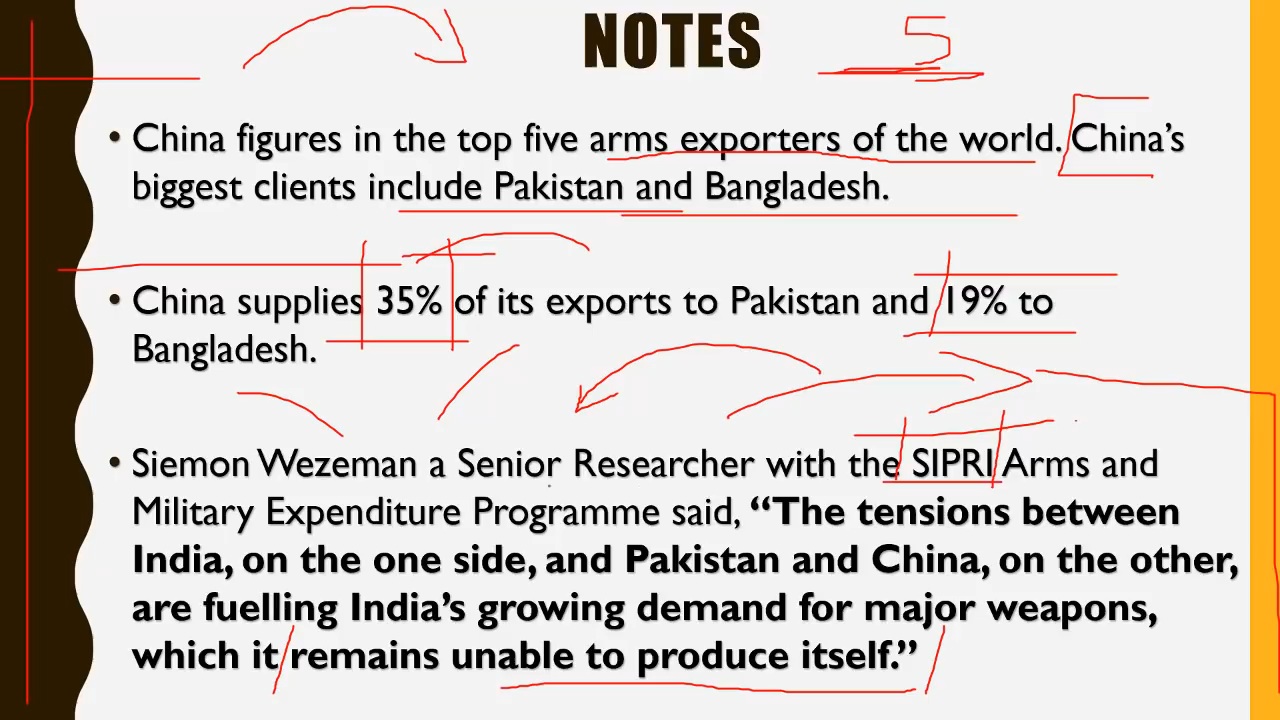 NOTES
5
• China figures in the top five arms exporters of the world. China's
biggest clients include Pakistan and Bangladesh.
• China supplies 35% of its exports to Pakistan and 19% to
Bangladesh.
• Siemon Wezeman a Senior Researcher with the SIPRI Arms and
Military Expenditure Programme said, “The tensions between
India, on the one side, and Pakistan and China, on the other,
are fuelling India's growing demand for major weapons,
which it remains unable to produce itself.”